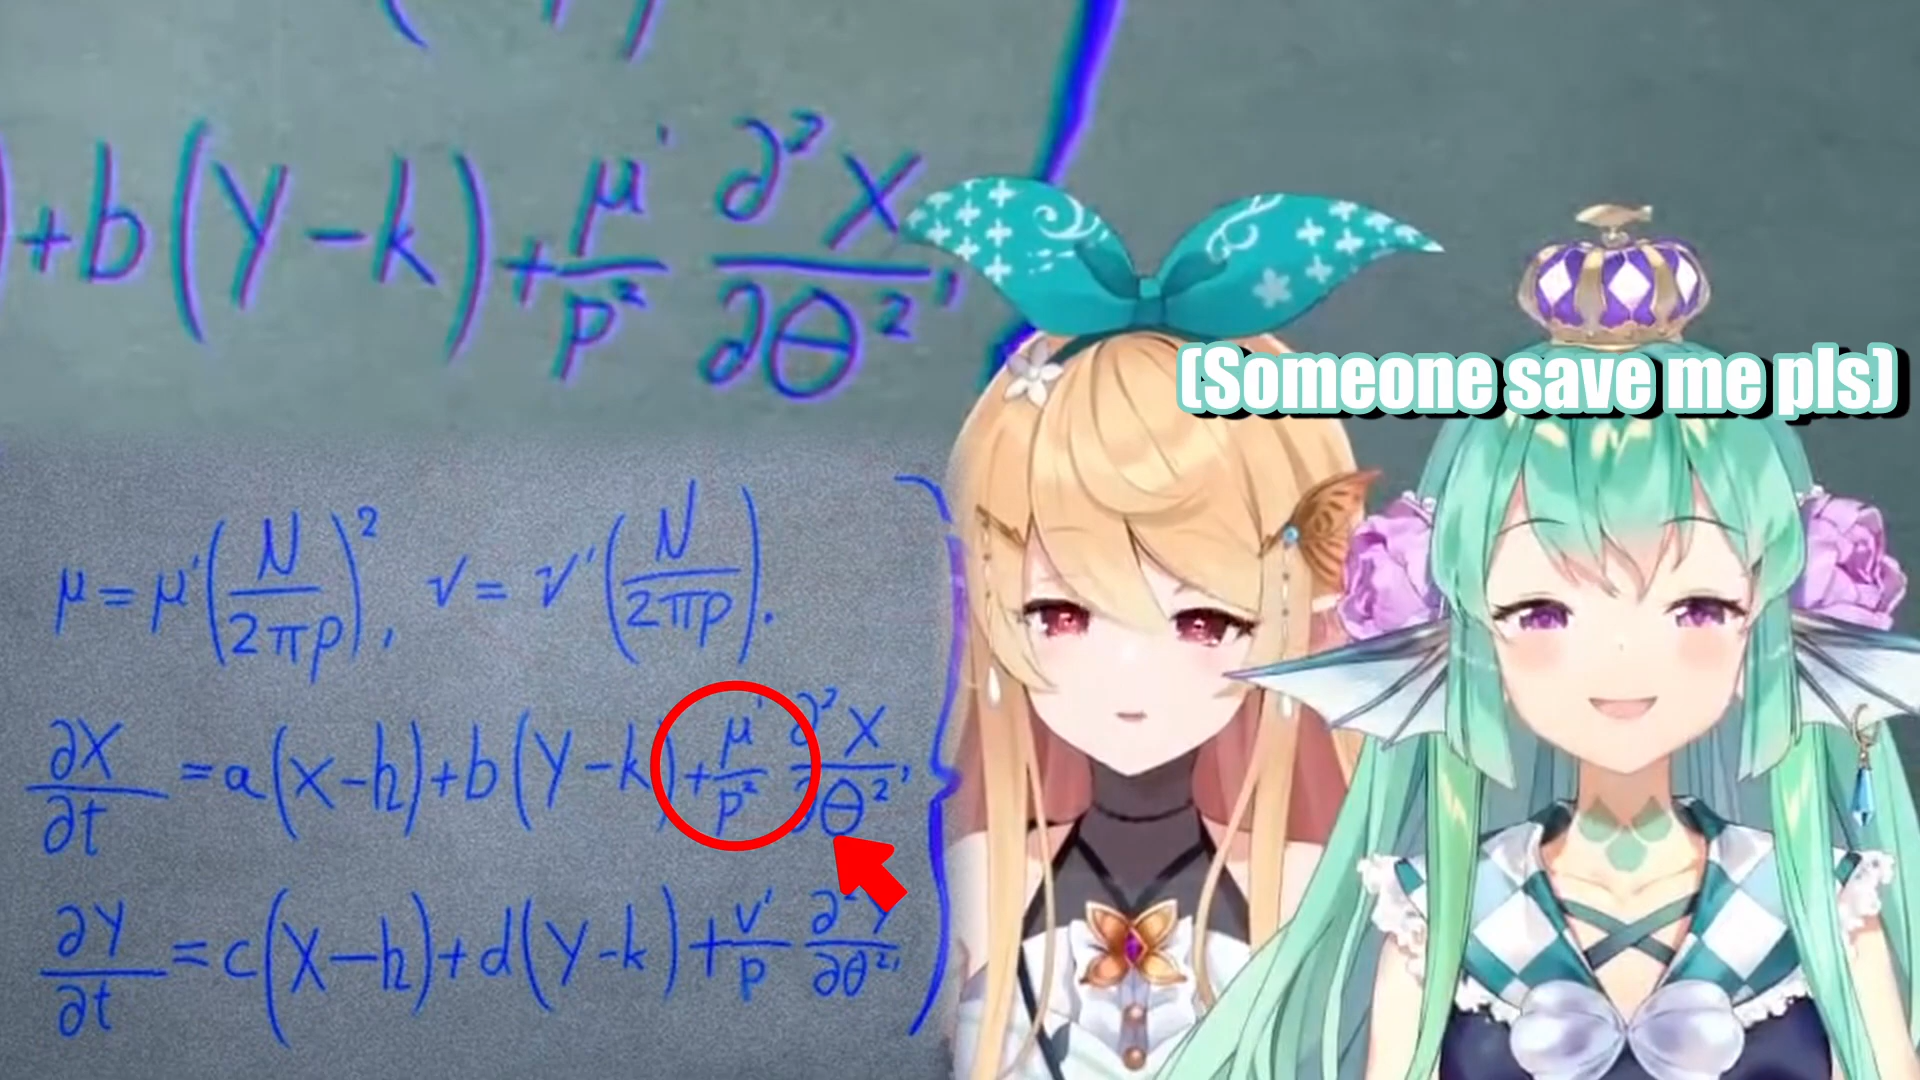 +b(Y-k)+μ'/p² ∂²X/∂θ²,
(Someone save me pls)
μ=μ'(N/2πp)², ν=ν'(N/2πp).
∂X/∂t=a(X-h)+b(Y-k)+μ'/p² ∂²X/∂θ²,
∂Y/∂t=c(X-h)+d(Y-k)+ν'/p ∂²Y/∂θ²,